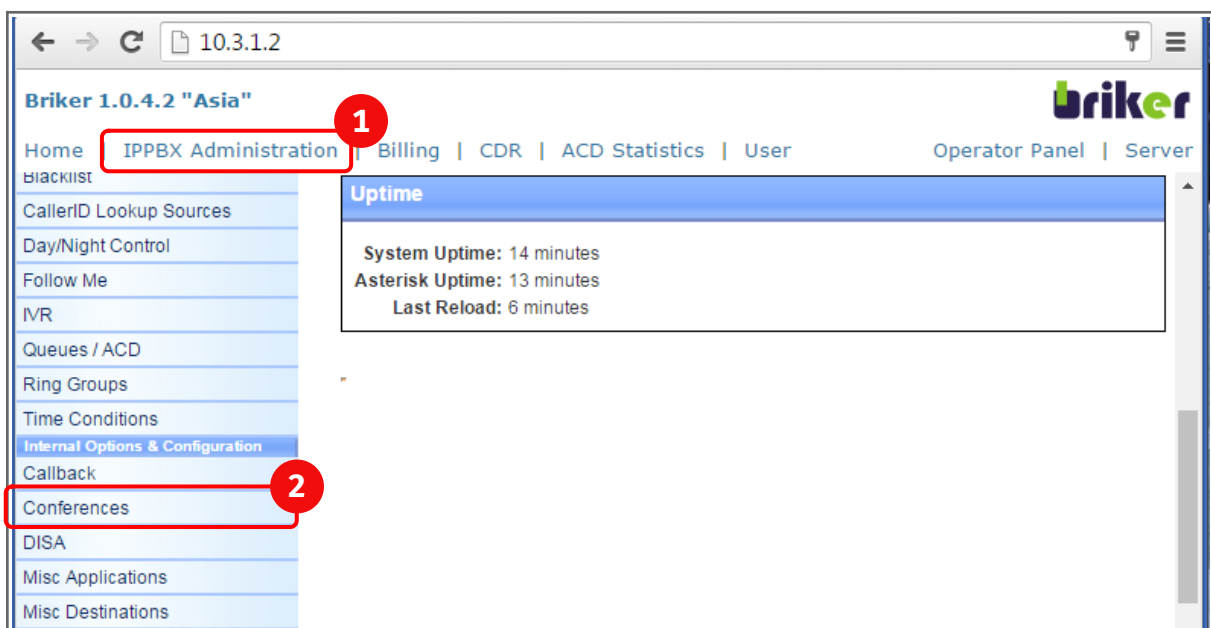 10.3.1.2
Briker 1.0.4.2 "Asia"
briker
1
Home | IPPBX Administration | Billing | CDR | ACD Statistics | User Operator Panel | Server
Blacklist
CallerID Lookup Sources
Day/Night Control
Follow Me
IVR
Queues / ACD
Ring Groups
Time Conditions
Internal Options & Configuration
Callback
2
Conferences
DISA
Misc Applications
Misc Destinations
Uptime
System Uptime: 14 minutes
Asterisk Uptime: 13 minutes
Last Reload: 6 minutes